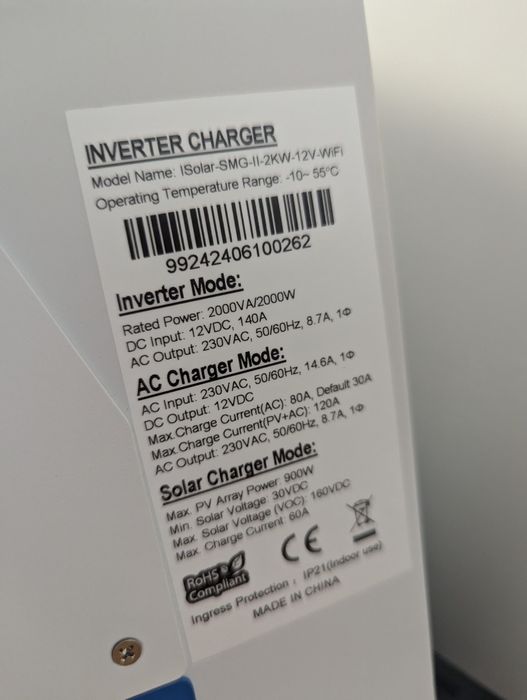 INVERTER CHARGER
Model Name: ISolar-SMG-II-2KW-12V-WiFi
Operating Temperature Range: -10~ 55°C
99242406100262
Inverter Mode:
Rated Power: 2000VA/2000W
DC Input: 12VDC, 140A
AC Output: 230VAC, 50/60Hz, 8.7A, 1Φ
AC Charger Mode:
AC Input: 230VAC, 50/60Hz, 14.6A, 1Φ
DC Output: 12VDC
Max.Charge Current(AC): 80A, Default 30A
Max.Charge Current(PV+AC): 120A
AC Output: 230VAC, 50/60Hz, 8.7A, 1Φ
Solar Charger Mode:
Max. PV Array Power: 900W
Min. Solar Voltage: 30VDC
Max. Solar Voltage (VOC): 160VDC
Max. Charge Current: 60A
CE
RoHS
Compliant
Ingress Protection : IP21(Indoor use)
MADE IN CHINA